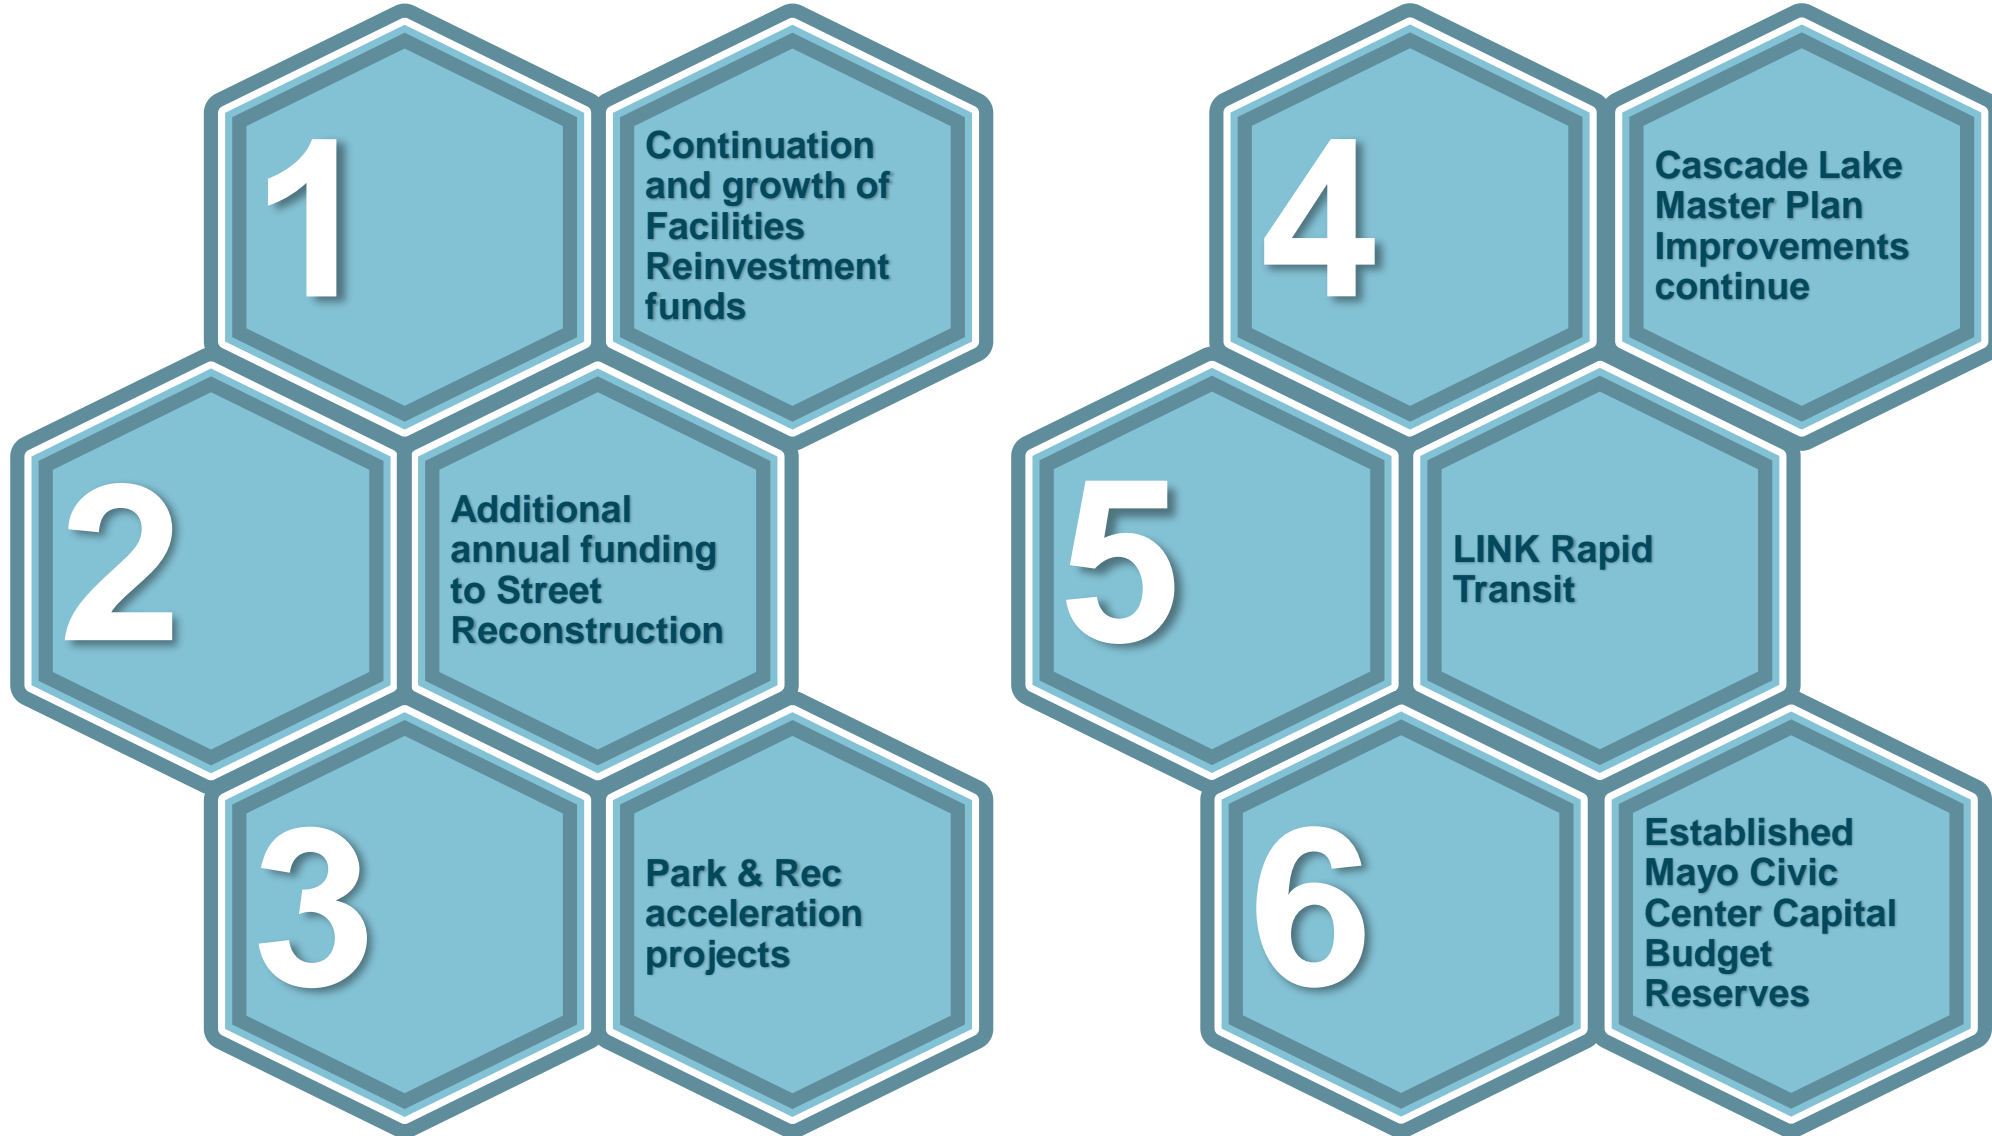 1
Continuation
and growth of
Facilities
Reinvestment
funds
2
Additional
annual funding
to Street
Reconstruction
3
Park & Rec
acceleration
projects
4
Cascade Lake
Master Plan
Improvements
continue
5
LINK Rapid
Transit
6
Established
Mayo Civic
Center Capital
Budget
Reserves